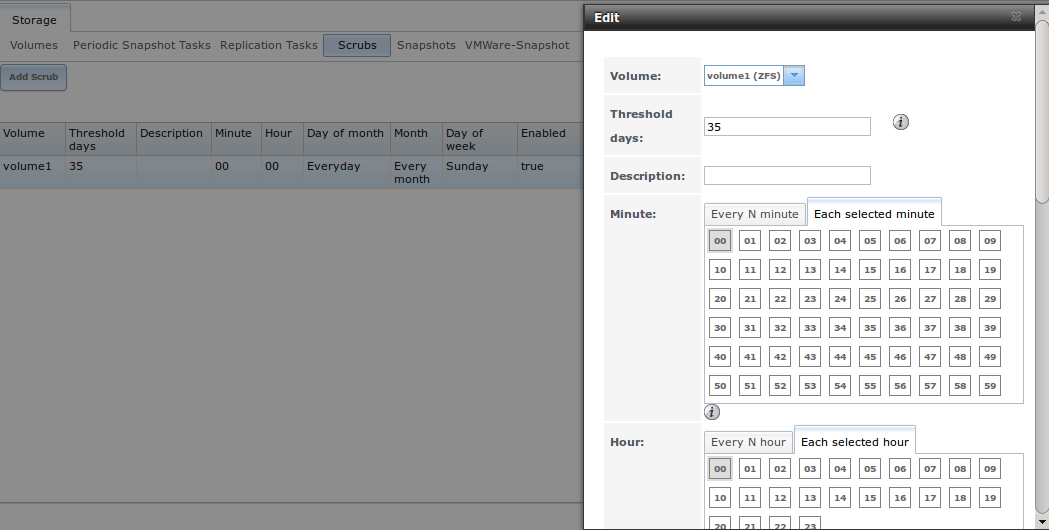 Storage
Volumes Periodic Snapshot Tasks Replication Tasks Scrubs Snapshots VMWare-Snapshot
Add Scrub
Volume Threshold days Description Minute Hour Day of month Month Day of week Enabled
volume1 35 00 00 Everyday Every month Sunday true
Edit
Volume: volume1 (ZFS)
Threshold days: 35
Description:
Minute: Every N minute Each selected minute
00 01 02 03 04 05 06 07 08 09
10 11 12 13 14 15 16 17 18 19
20 21 22 23 24 25 26 27 28 29
30 31 32 33 34 35 36 37 38 39
40 41 42 43 44 45 46 47 48 49
50 51 52 53 54 55 56 57 58 59
i
Hour: Every N hour Each selected hour
00 01 02 03 04 05 06 07 08 09
10 11 12 13 14 15 16 17 18 19
20 21 22 23